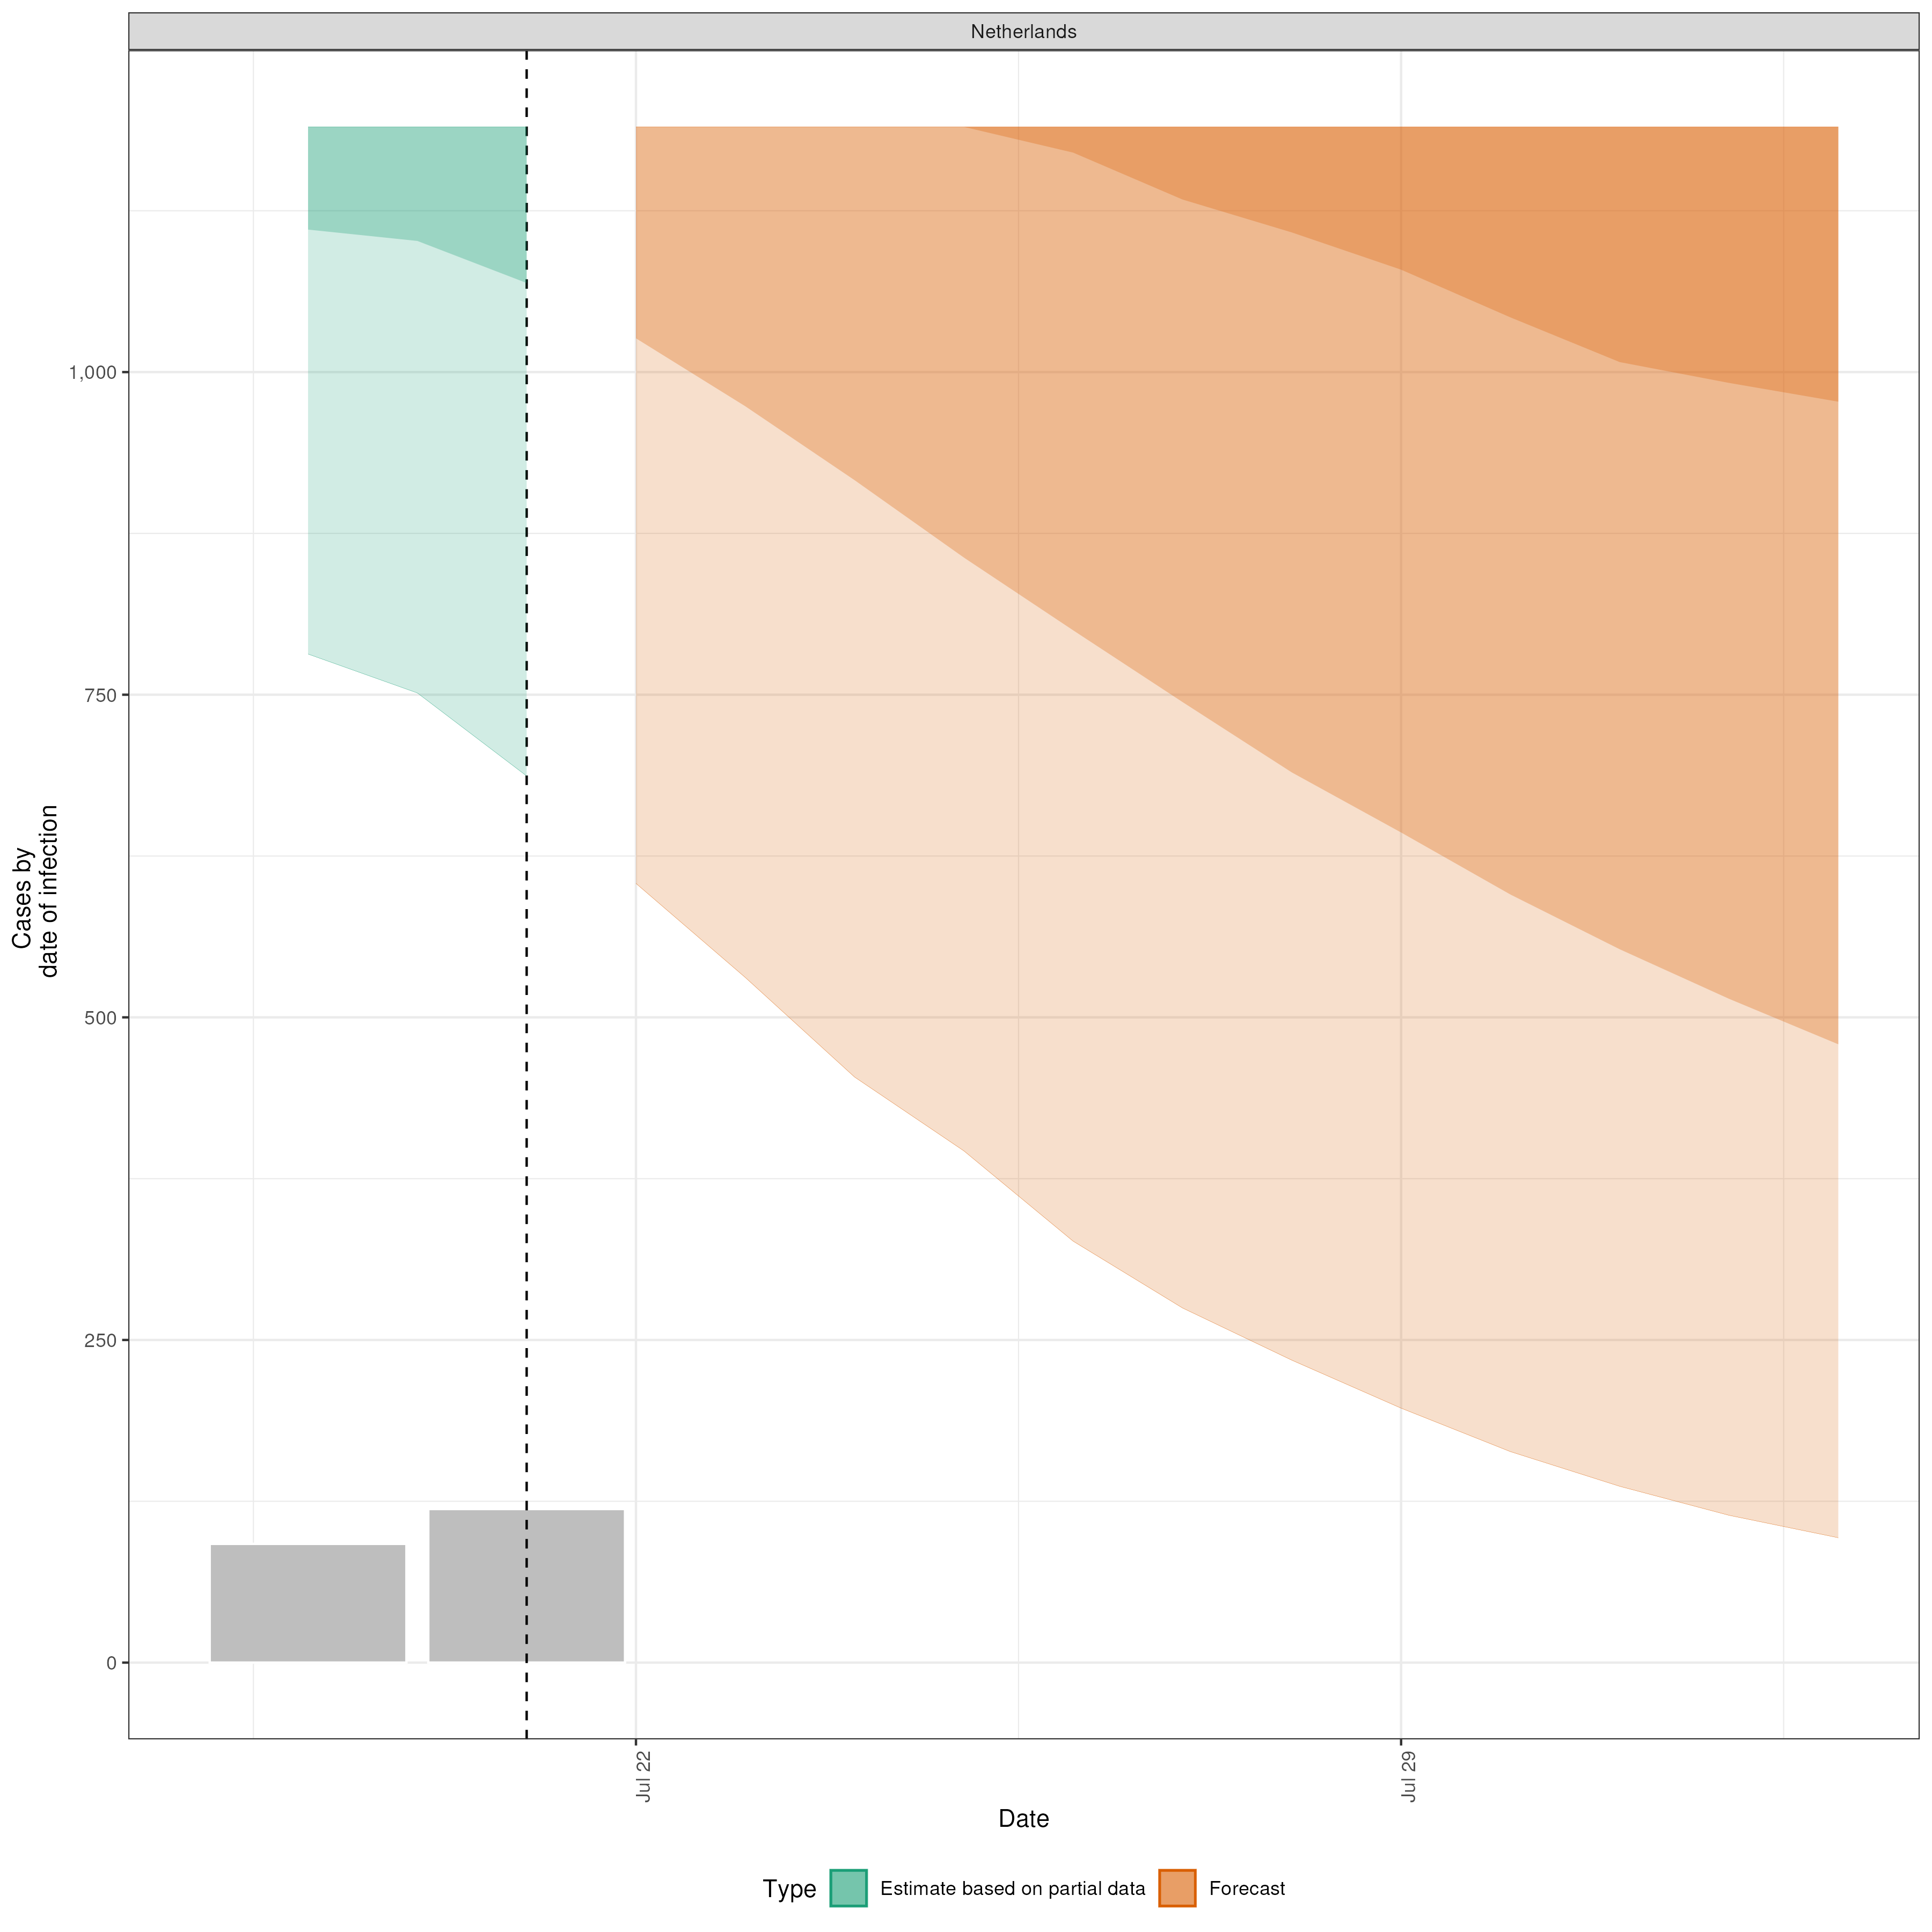 Netherlands
Cases by
date of infection
1,000
750
500
250
0
Jul 22
Jul 29
Date
Type
Estimate based on partial data
Forecast